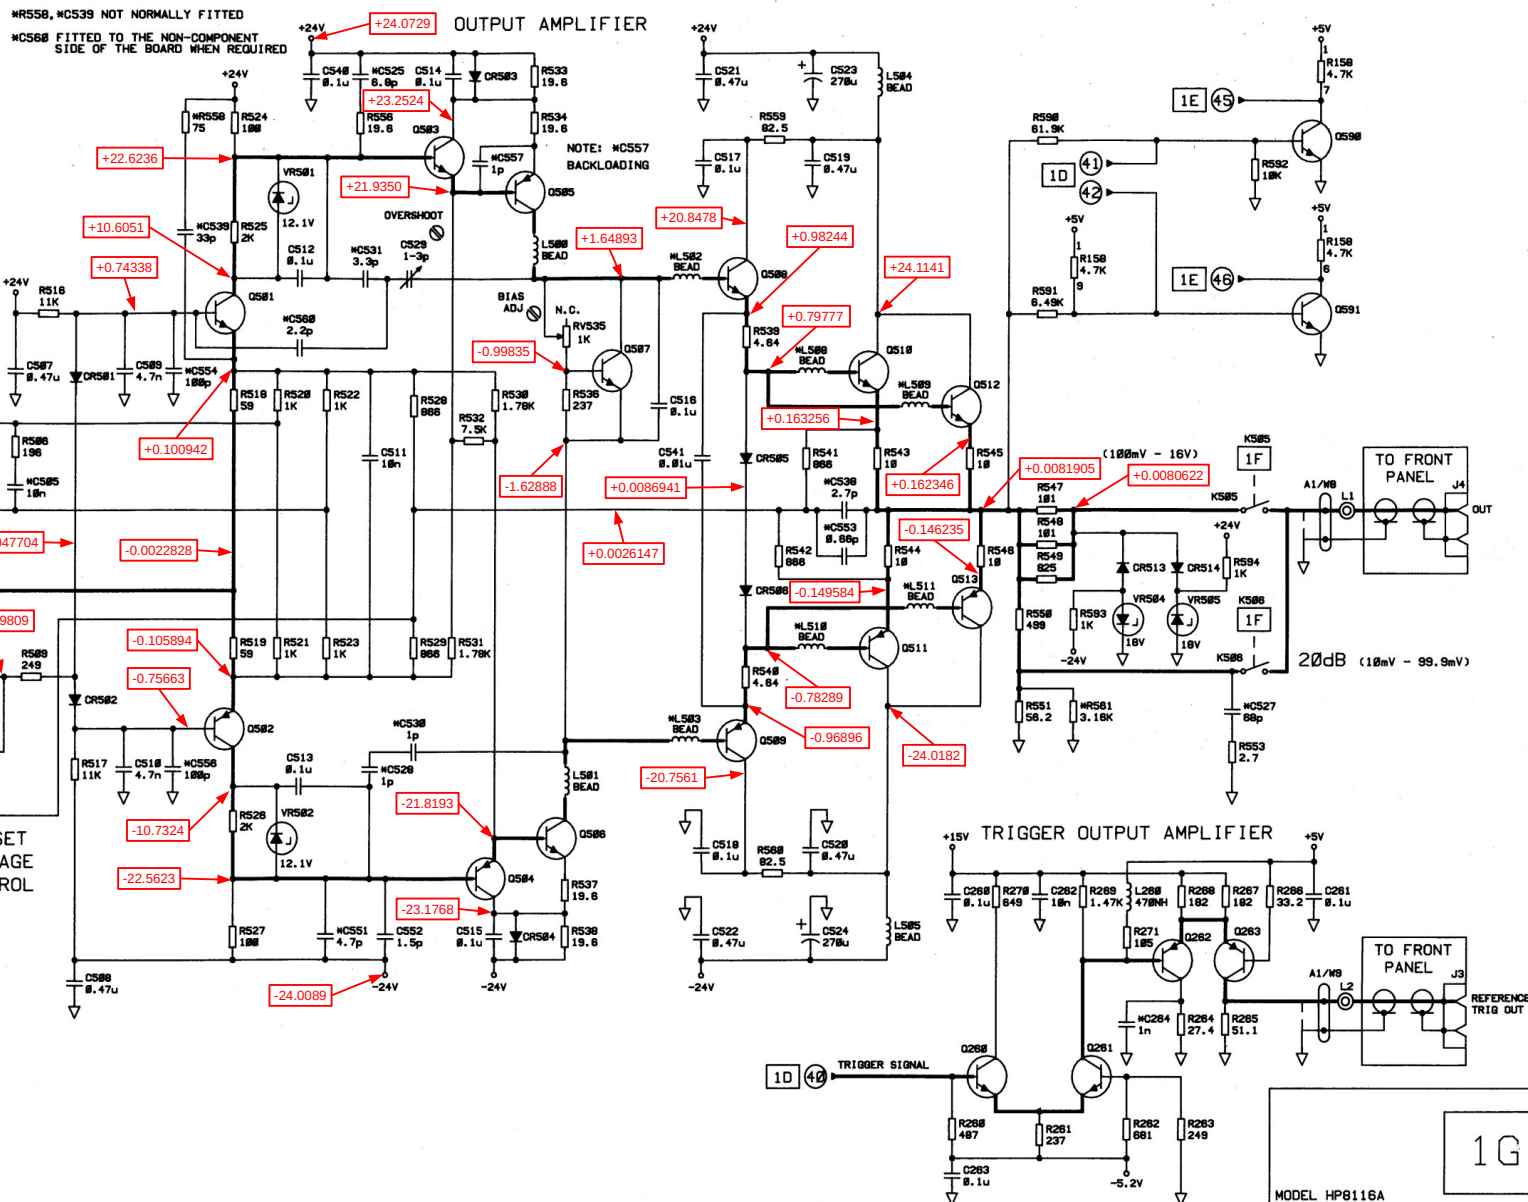 *R558,*C539 NOT NORMALLY FITTED
*C560 FITTED TO THE NON-COMPONENT
SIDE OF THE BOARD WHEN REQUIRED
OUTPUT AMPLIFIER
+24V
+24.0729
+24V
+24V
+5V
C540
0.1u
*C525
6.8p
C514
0.1u
CR503
R533
19.6
C521
0.47u
C523
270u
L504
BEAD
R158
4.7K
1
7
*R558
75
R524
100
+23.2524
R556
19.6
Q503
R534
19.6
R559
82.5
1E
45
R590
61.9K
Q590
NOTE: *C557
BACKLOADING
+22.6236
VR501
12.1V
*C557
1p
Q505
C517
0.1u
C519
0.47u
1D
41
42
R592
10K
+21.9350
+10.6051
*C539
33p
R525
2K
OVERSHOOT
+20.8478
+5V
+5V
+0.74338
C512
0.1u
*C531
3.3p
C529
1-3p
L500
BEAD
+1.64893
*L502
BEAD
Q508
+0.98244
+24.1141
1
R158
4.7K
9
1
R158
4.7K
6
1E
46
+24V
R516
11K
Q501
*C560
2.2p
BIAS
ADJ
N.C.
RV535
1K
R591
6.49K
Q591
-0.99835
Q507
R539
4.64
+0.79777
*L508
BEAD
Q510
C507
0.47u
CR501
C509
4.7n
*C554
100p
+0.100942
R518
59
R520
1K
R522
1K
R528
866
R530
1.78K
R536
237
C516
0.1u
*L509
BEAD
Q512
R532
7.5K
+0.163256
R506
196
*C505
10n
C511
10n
-1.62888
C541
0.01u
CR505
R541
866
R543
10
R545
10
+0.162346
+0.0086941
*C538
2.7p
+0.0081905
(100mV - 16V)
+0.0080622
R547
101
K505
1F
K505
TO FRONT
PANEL
A1/W8
L1
J4
OUT
47704
-0.0022828
+0.0026147
R542
866
*C553
0.66p
R544
10
-0.146235
R546
10
R548
101
R549
825
+24V
CR513
CR514
R594
1K
CR506
-0.149584
*L511
BEAD
Q513
9809
-0.105894
R519
59
R521
1K
R523
1K
R529
866
R531
1.78K
R550
499
R593
1K
-24V
VR504
18V
VR505
18V
K506
1F
K506
20dB (10mV - 99.9mV)
*L510
BEAD
Q511
R509
249
-0.75663
CR502
R540
4.64
-0.78289
Q502
*L503
BEAD
Q509
-0.96896
-24.0182
R551
56.2
*R561
3.16K
*C527
68p
R553
2.7
*C530
1p
R517
11K
C510
4.7n
*C556
100p
C513
0.1u
*C528
1p
L501
BEAD
-20.7561
-10.7324
R526
2K
VR502
12.1V
-21.8193
Q506
C518
0.1u
R560
82.5
C520
0.47u
SET
AGE
ROL
-22.5623
Q504
R537
19.6
-23.1768
TRIGGER OUTPUT AMPLIFIER
+15V
+5V
C260
0.1u
R270
649
C262
10n
R269
1.47K
L260
470NH
R268
182
R267
182
R266
33.2
C261
0.1u
R527
100
*C551
4.7p
C552
1.5p
C515
0.1u
CR504
R538
19.6
C522
0.47u
C524
270u
L505
BEAD
R271
105
Q262
Q263
C508
0.47u
-24.0089
-24V
-24V
-24V
TO FRONT
PANEL
A1/W9
L2
J3
REFERENCE
TRIG OUT
*C264
1n
R264
27.4
R265
51.1
1D
40
TRIGGER SIGNAL
Q260
Q261
R260
487
R261
237
R262
681
R263
249
C263
0.1u
-5.2V
1G
MODEL HP8116A